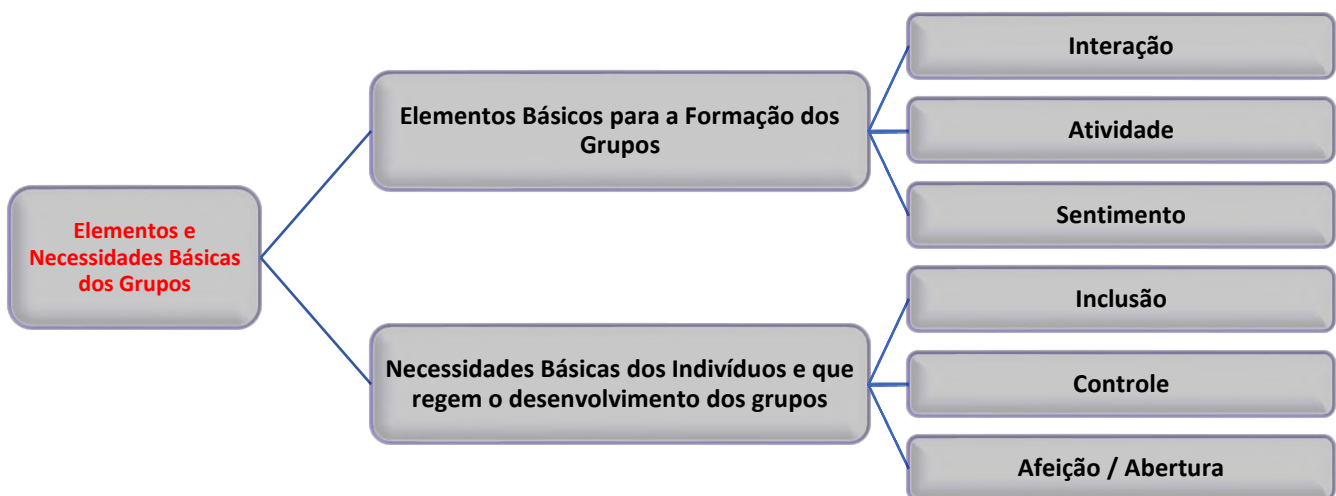 Elementos e
Necessidades Básicas
dos Grupos
Elementos Básicos para a Formação dos
Grupos
Interação
Atividade
Sentimento
Necessidades Básicas dos Indivíduos e que
regem o desenvolvimento dos grupos
Inclusão
Controle
Afeição / Abertura